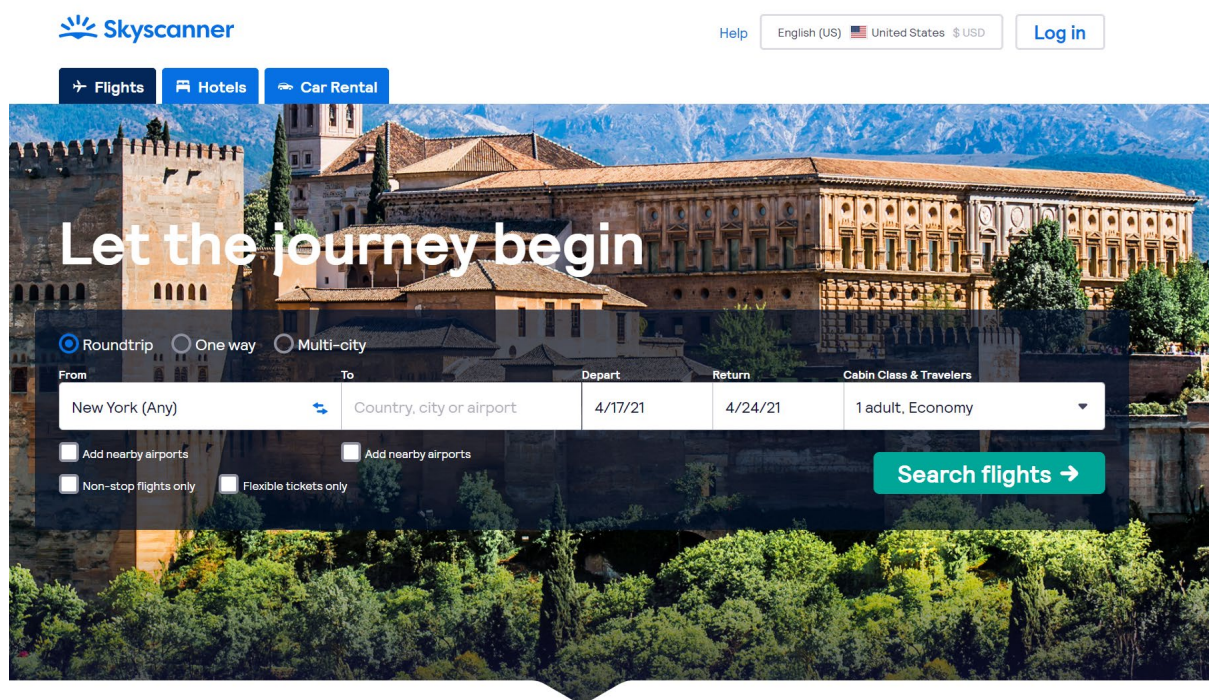 Skyscanner
Help English (US) United States $ USD Log in
Flights Hotels Car Rental
Let the journey begin
Roundtrip One way Multi-city
From To Depart Return Cabin Class & Travelers
New York (Any) Country, city or airport 4/17/21 4/24/21 1 adult, Economy
Add nearby airports Add nearby airports
Non-stop flights only Flexible tickets only
Search flights →